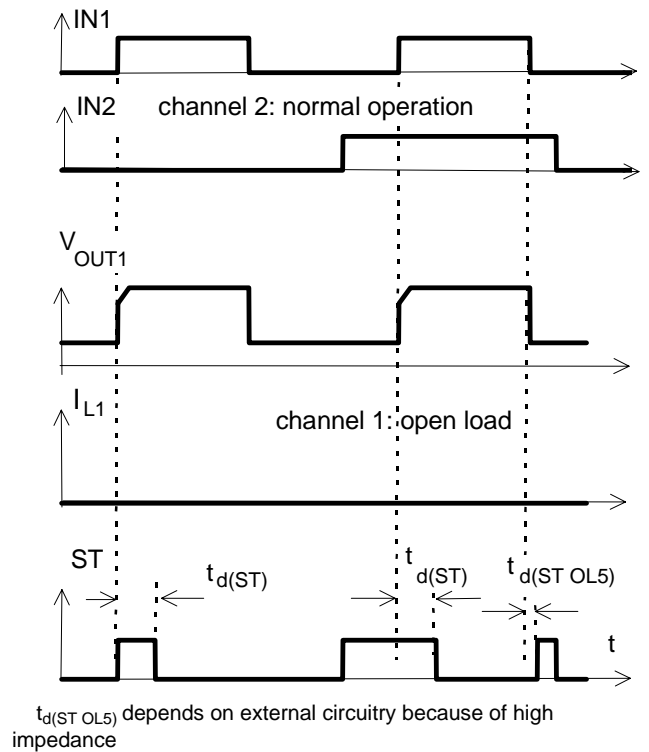 IN1
IN2
channel 2: normal operation
VOUT1
IL1
channel 1: open load
ST
td(ST)
td(ST)
td(ST OL5)
t
td(ST OL5) depends on external circuitry because of high
impedance